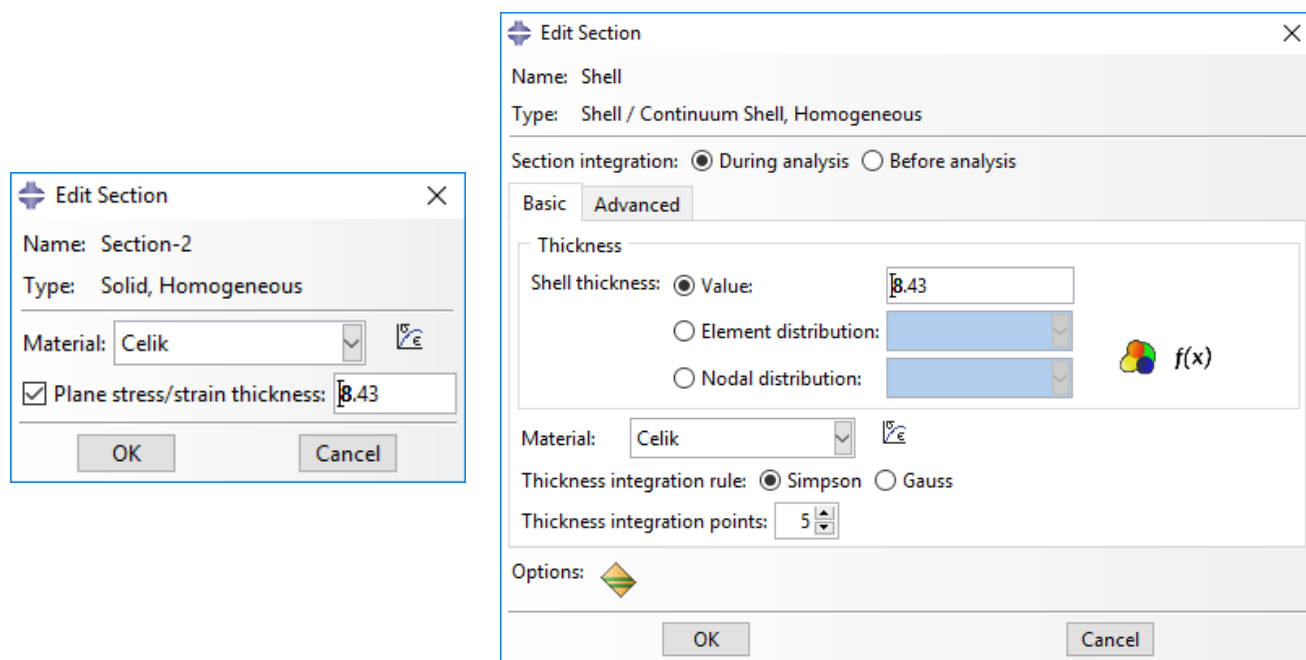 Edit Section
Name: Section-2
Type: Solid, Homogeneous
Material: Celik
Plane stress/strain thickness: 8.43
OK Cancel
Edit Section
Name: Shell
Type: Shell / Continuum Shell, Homogeneous
Section integration: During analysis Before analysis
Basic Advanced
Thickness
Shell thickness: Value: 8.43
Element distribution:
Nodal distribution:
f(x)
Material: Celik
Thickness integration rule: Simpson Gauss
Thickness integration points: 5
Options:
OK Cancel